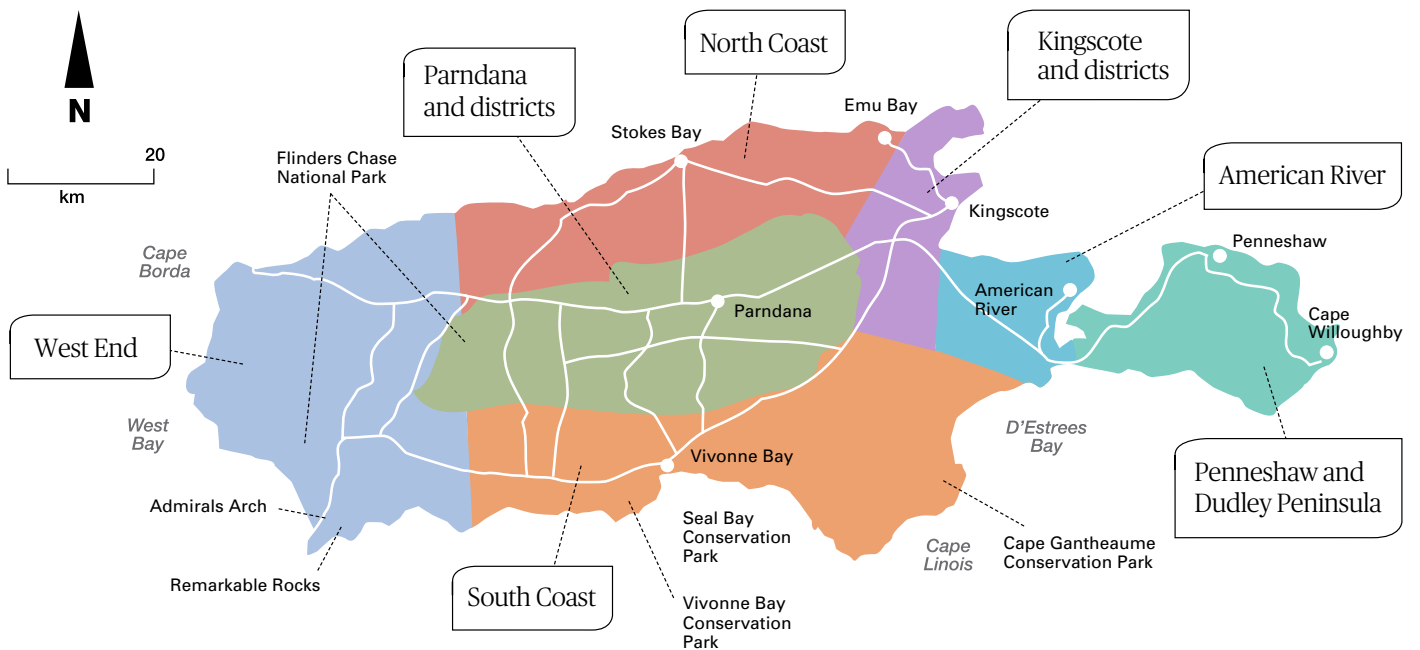 N
20
km
North Coast
Kingscote
and districts
Parndana
and districts
Emu Bay
Stokes Bay
Flinders Chase
National Park
American River
Kingscote
Penneshaw
Cape
Borda
American
River
Parndana
Cape
Willoughby
West End
West
Bay
D'Estrees
Bay
Vivonne Bay
Penneshaw and
Dudley Peninsula
Admirals Arch
Seal Bay
Conservation
Park
Cape
Linois
Cape Gantheaume
Conservation Park
Remarkable Rocks
South Coast
Vivonne Bay
Conservation
Park